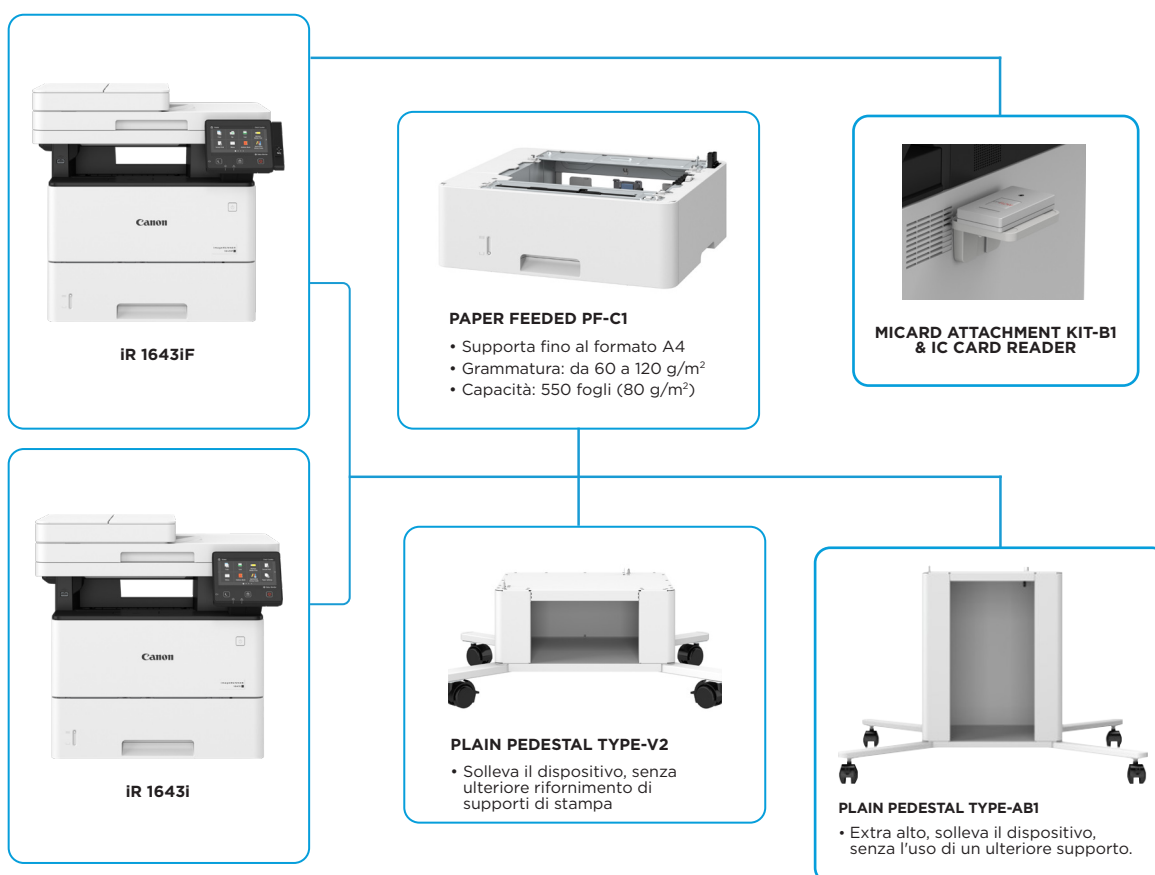 Canon
iR 1643iF
PAPER FEEDED PF-C1
• Supporta fino al formato A4
• Grammatura: da 60 a 120 g/m²
• Capacità: 550 fogli (80 g/m²)
MICARD ATTACHMENT KIT-B1
& IC CARD READER
Canon
iR 1643i
PLAIN PEDESTAL TYPE-V2
• Solleva il dispositivo, senza
ulteriore rifornimento di
supporti di stampa
PLAIN PEDESTAL TYPE-AB1
• Extra alto, solleva il dispositivo,
senza l'uso di un ulteriore supporto.